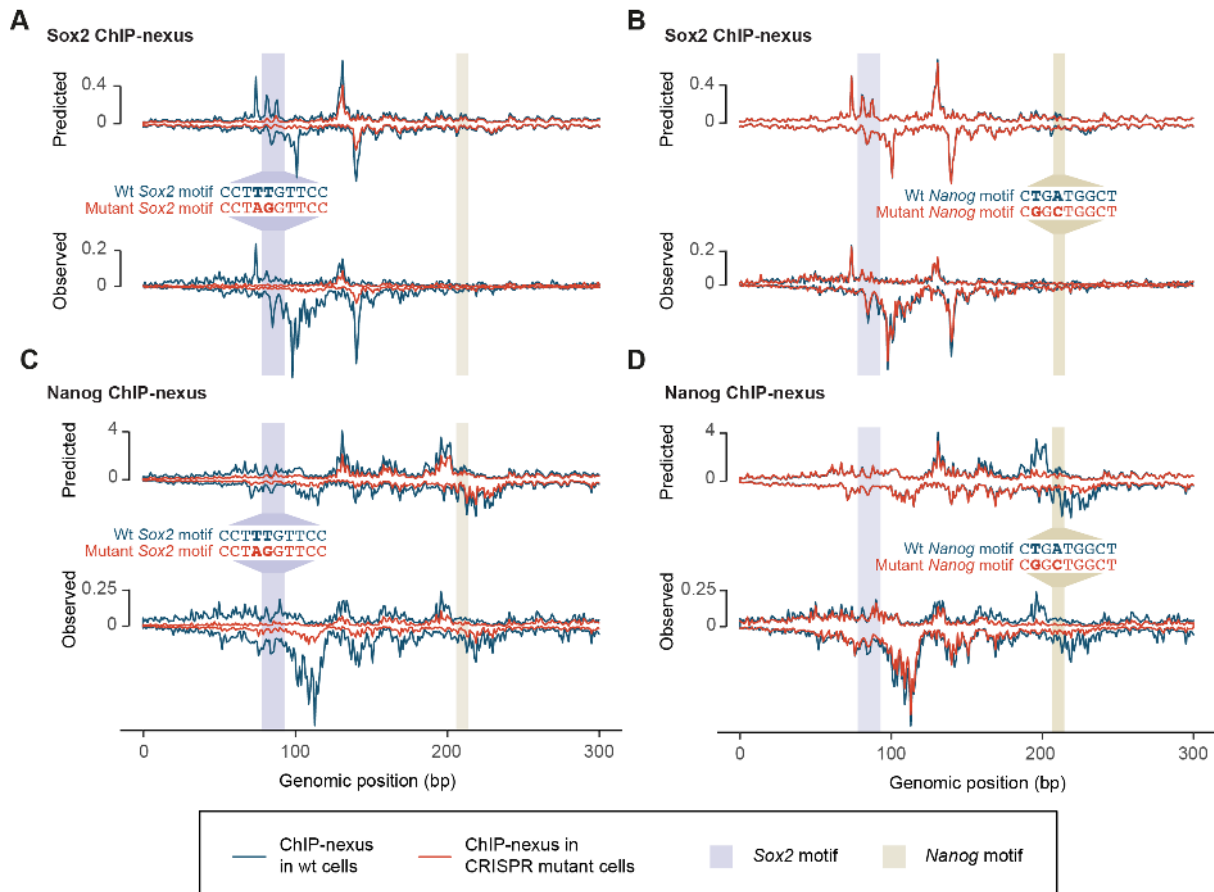 A
Sox2 ChIP-nexus
Predicted
0.4
0
Wt Sox2 motif CCTTTGTTCC
Mutant Sox2 motif CCTAGGTTCC
Observed
0.2
0
B
Sox2 ChIP-nexus
Predicted
0.4
0
Wt Nanog motif CTGATGGCT
Mutant Nanog motif CGGCTGGCT
Observed
0.2
0
C
Nanog ChIP-nexus
Predicted
4
0
Wt Sox2 motif CCTTTGTTCC
Mutant Sox2 motif CCTAGGTTCC
Observed
0.25
0
0 100 200 300
Genomic position (bp)
D
Nanog ChIP-nexus
Predicted
4
0
Wt Nanog motif CTGATGGCT
Mutant Nanog motif CGGCTGGCT
Observed
0.25
0
0 100 200 300
Genomic position (bp)
ChIP-nexus
in wt cells
ChIP-nexus in
CRISPR mutant cells
Sox2 motif
Nanog motif